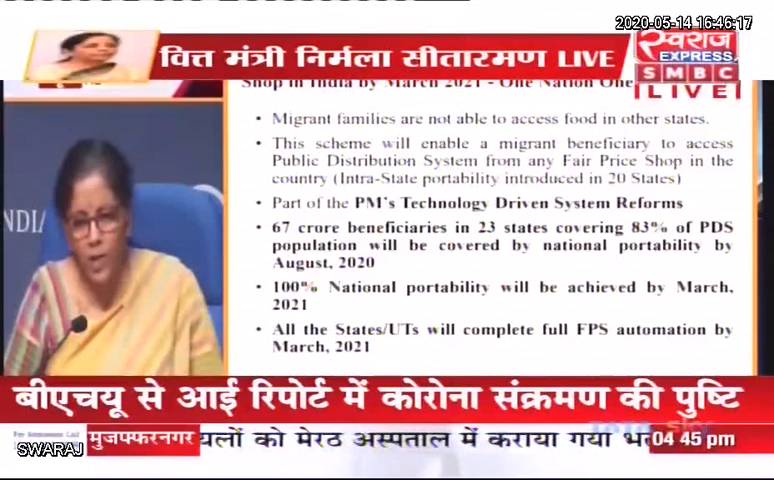 2020-05-14 16:46:17
वित्त मंत्री निर्मला सीतारमण LIVE
स्वराज
EXPRESS
SMBC
LIVE
Shop in India by March 2021 - One Nation One
• Migrant families are not able to access food in other states.
• This scheme will enable a migrant beneficiary to access
Public Distribution System from any Fair Price Shop in the
country (Intra-State portability introduced in 20 States)
• Part of the PM's Technology Driven System Reforms
• 67 crore beneficiaries in 23 states covering 83% of PDS
population will be covered by national portability by
August, 2020
• 100% National portability will be achieved by March,
2021
• All the States/UTs will complete full FPS automation by
March, 2021
NDIA
बीएचयू से आई रिपोर्ट में कोरोना संक्रमण की पुष्टि
SWARAJ
मुजफ्फरनगर
यलों को मेरठ अस्पताल में कराया गया भर
04 45 pm